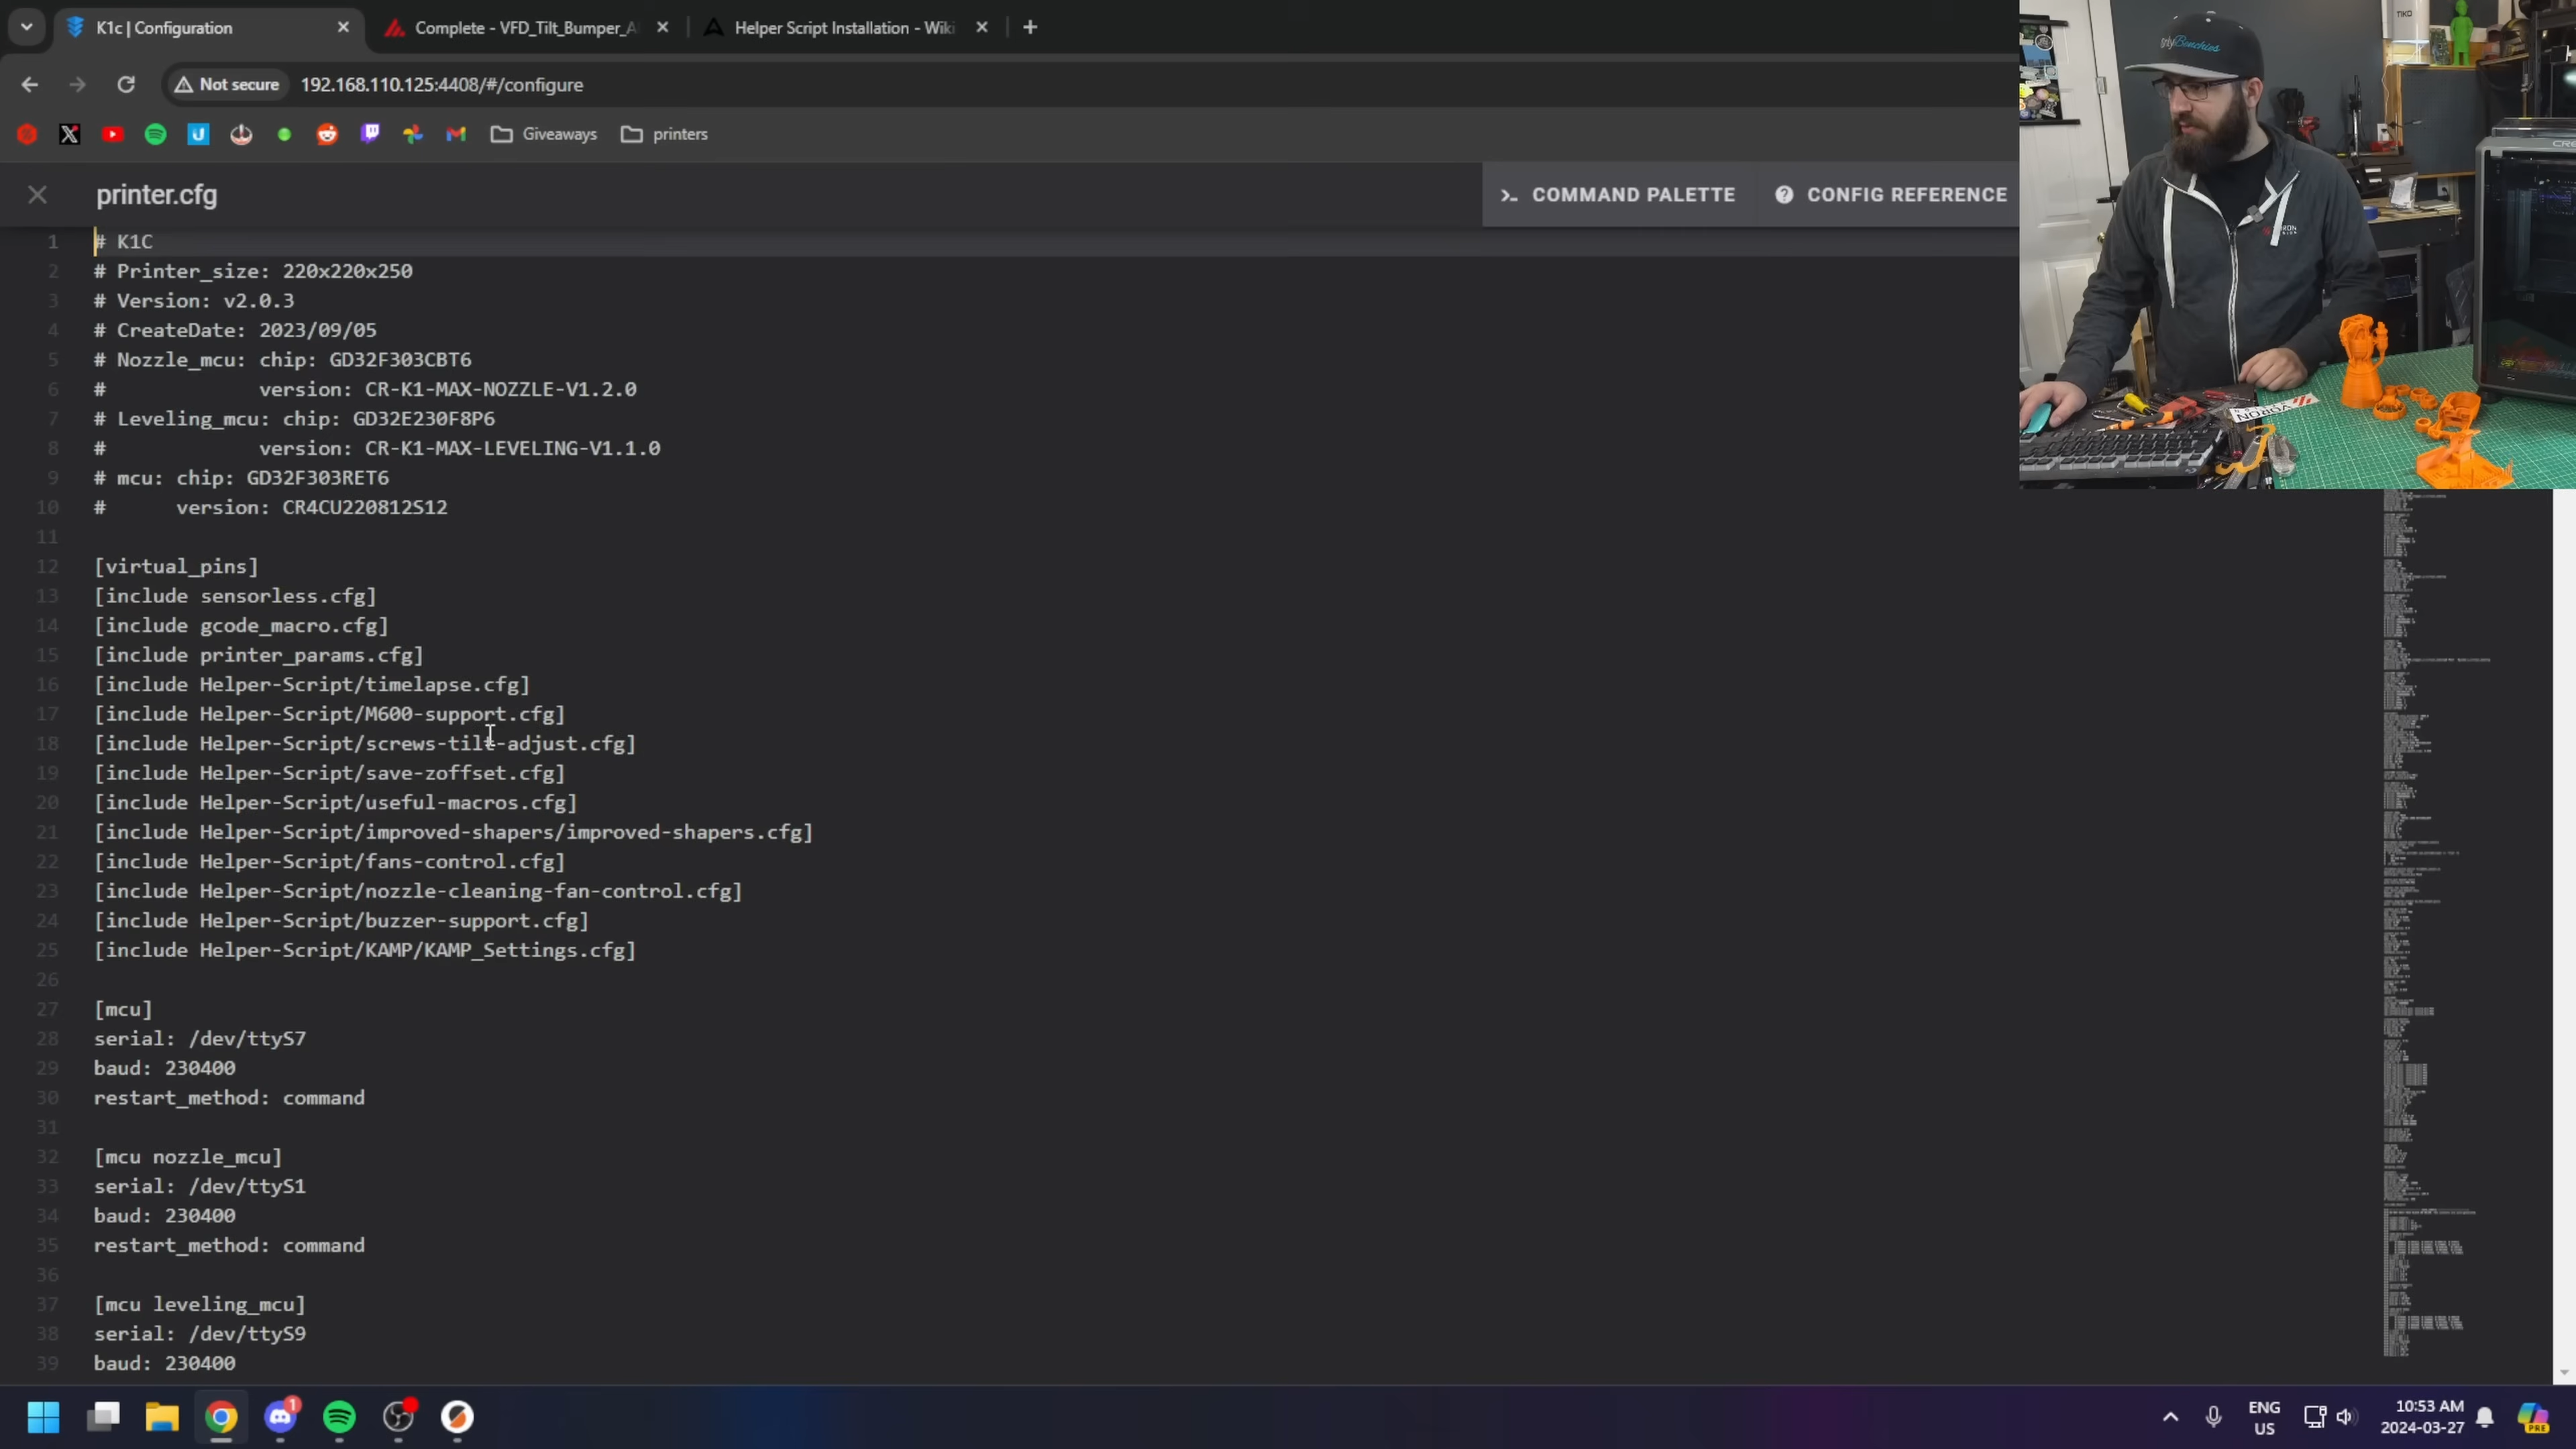 K1c | Configuration
Complete - VFD_Tilt_Bumper_A
Helper Script Installation - Wiki
Not secure
192.168.110.125:4408/#/configure
Giveaways
printers
printer.cfg
COMMAND PALETTE
CONFIG REFERENCE
1 # K1C
2 # Printer_size: 220x220x250
3 # Version: v2.0.3
4 # CreateDate: 2023/09/05
5 # Nozzle_mcu: chip: GD32F303CBT6
6 # version: CR-K1-MAX-NOZZLE-V1.2.0
7 # Leveling_mcu: chip: GD32E230F8P6
8 # version: CR-K1-MAX-LEVELING-V1.1.0
9 # mcu: chip: GD32F303RET6
10 # version: CR4CU220812S12
11
12 [virtual_pins]
13 [include sensorless.cfg]
14 [include gcode_macro.cfg]
15 [include printer_params.cfg]
16 [include Helper-Script/timelapse.cfg]
17 [include Helper-Script/M600-support.cfg]
18 [include Helper-Script/screws-tilt-adjust.cfg]
19 [include Helper-Script/save-zoffset.cfg]
20 [include Helper-Script/useful-macros.cfg]
21 [include Helper-Script/improved-shapers/improved-shapers.cfg]
22 [include Helper-Script/fans-control.cfg]
23 [include Helper-Script/nozzle-cleaning-fan-control.cfg]
24 [include Helper-Script/buzzer-support.cfg]
25 [include Helper-Script/KAMP/KAMP_Settings.cfg]
26
27 [mcu]
28 serial: /dev/ttyS7
29 baud: 230400
30 restart_method: command
31
32 [mcu nozzle_mcu]
33 serial: /dev/ttyS1
34 baud: 230400
35 restart_method: command
36
37 [mcu leveling_mcu]
38 serial: /dev/ttyS9
39 baud: 230400
TIKO
VORON
1
ENG
US
10:53 AM
2024-03-27
PRE